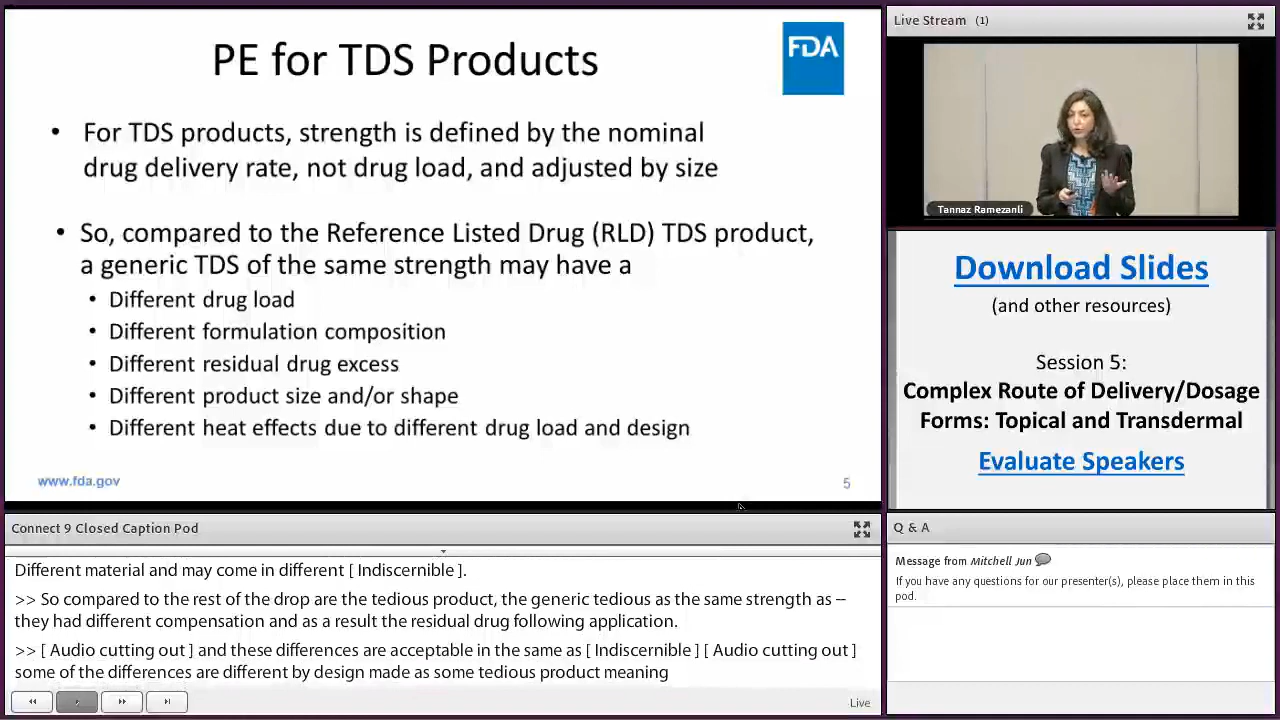 PE for TDS Products
FDA
• For TDS products, strength is defined by the nominal
drug delivery rate, not drug load, and adjusted by size
• So, compared to the Reference Listed Drug (RLD) TDS product,
a generic TDS of the same strength may have a
• Different drug load
• Different formulation composition
• Different residual drug excess
• Different product size and/or shape
• Different heat effects due to different drug load and design
www.fda.gov
5
Live Stream (1)
Tannaz Ramezanli
Download Slides
(and other resources)
Session 5:
Complex Route of Delivery/Dosage
Forms: Topical and Transdermal
Evaluate Speakers
Connect 9 Closed Caption Pod
Different material and may come in different [ Indiscernible ].
>> So compared to the rest of the drop are the tedious product, the generic tedious as the same strength as --
they had different compensation and as a result the residual drug following application.
>> [ Audio cutting out ] and these differences are acceptable in the same as [ Indiscernible ] [ Audio cutting out ]
some of the differences are different by design made as some tedious product meaning
Live
Q & A
Message from Mitchell Jun
If you have any questions for our presenter(s), please place them in this
pod.